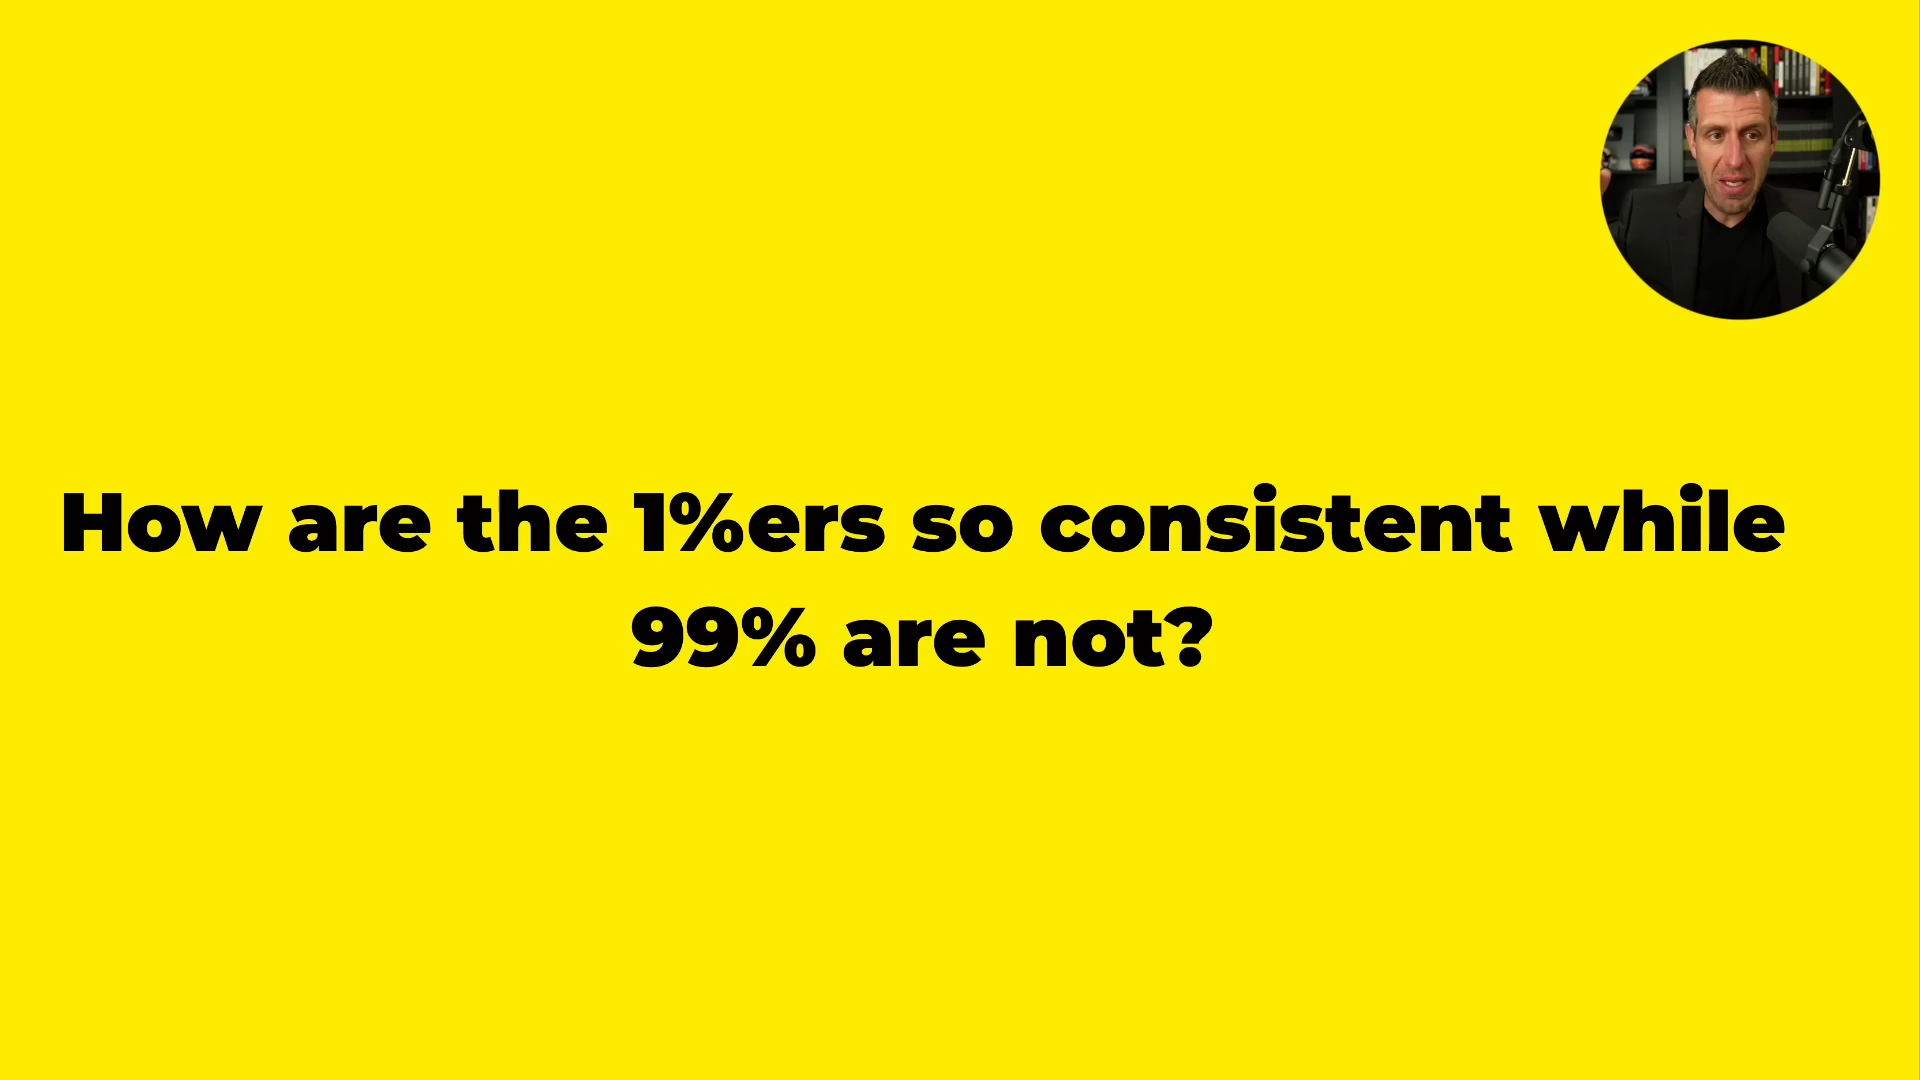 How are the 1%ers so consistent while
99% are not?